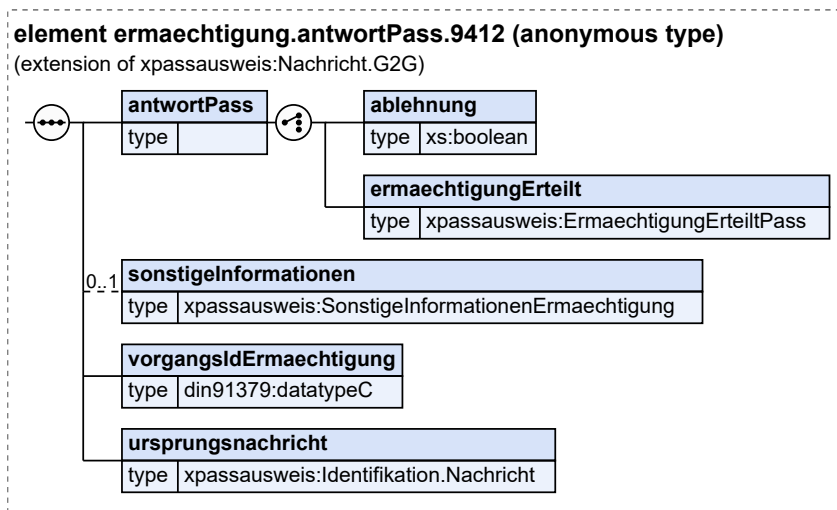 element ermaechtigung.antwortPass.9412 (anonymous type)
(extension of xpassausweis:Nachricht.G2G)
antwortPass
type
ablehnung
type xs:boolean
ermaechtigungErteilt
type xpassausweis:ErmaechtigungErteiltPass
0..1
sonstigeInformationen
type xpassausweis:SonstigeInformationenErmaechtigung
vorgangsIdErmaechtigung
type din91379:datatypeC
ursprungsnachricht
type xpassausweis:Identifikation.Nachricht